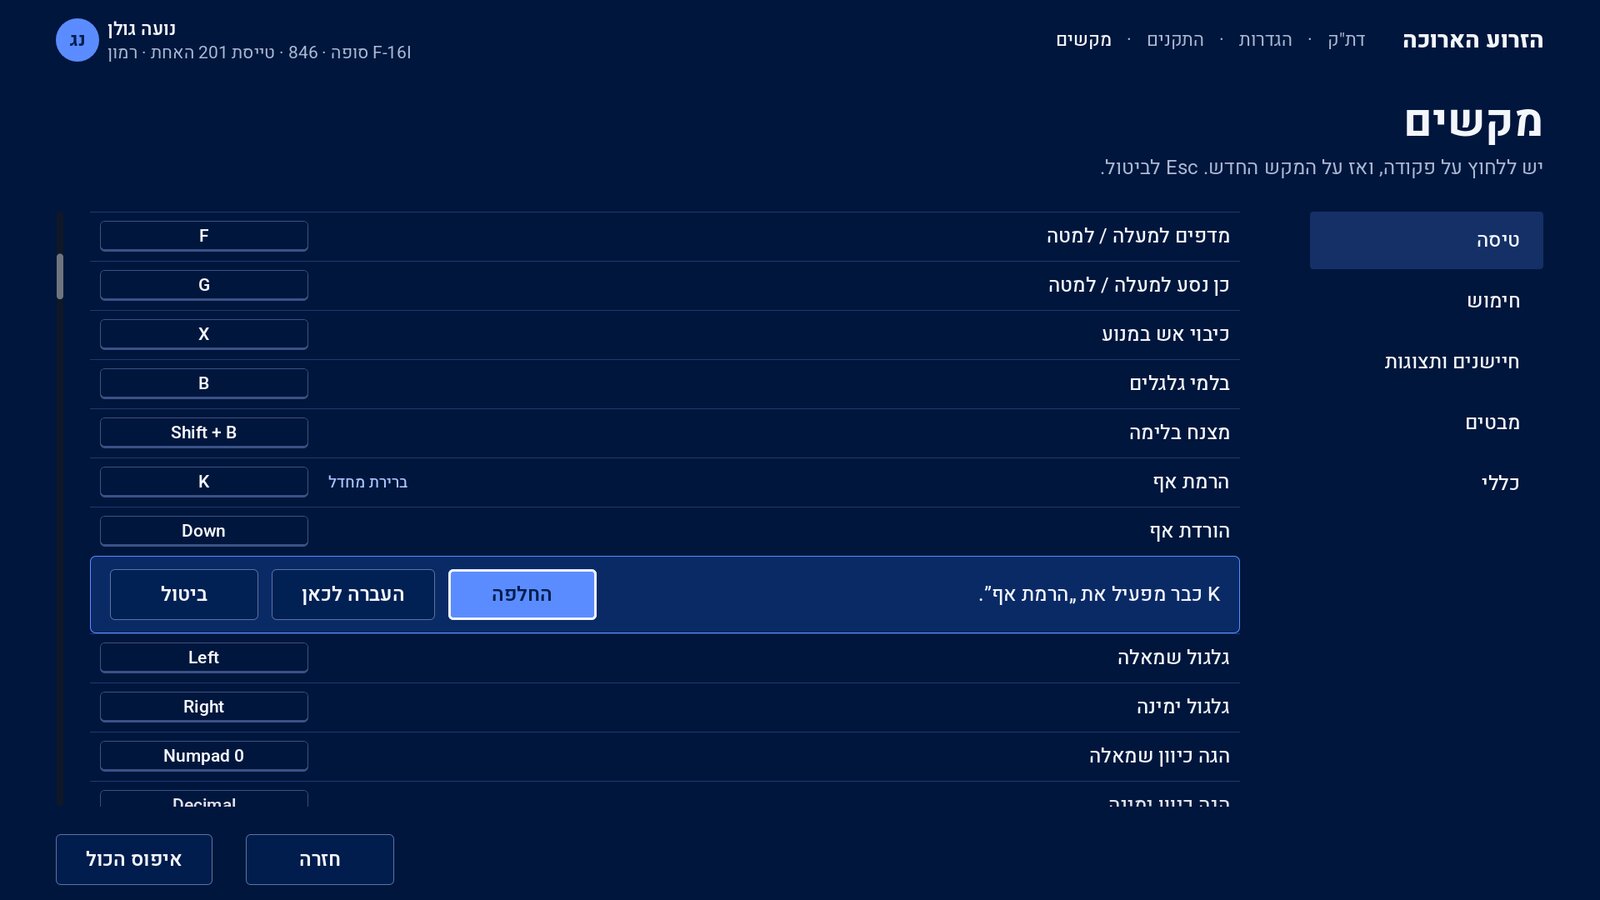 הזרוע הארוכה
דת"ק · הגדרות · התקנים · מקשים
נועה גולן
F-16I סופה · 846 · טייסת 201 האחת · רמון
נג
מקשים
יש ללחוץ על פקודה, ואז על המקש החדש. Esc לביטול.
טיסה
חימוש
חיישנים ותצוגות
מבטים
כללי
מדפים למעלה / למטה F
כן נסע למעלה / למטה G
כיבוי אש במנוע X
בלמי גלגלים B
מצנח בלימה Shift + B
הרמת אף ברירת מחדל K
הורדת אף Down
K כבר מפעיל את „הרמת אף”. החלפה העברה לכאן ביטול
גלגול שמאלה Left
גלגול ימינה Right
הגה כיוון שמאלה Numpad 0
הגה כיוון ימינה Decimal
חזרה
איפוס הכול